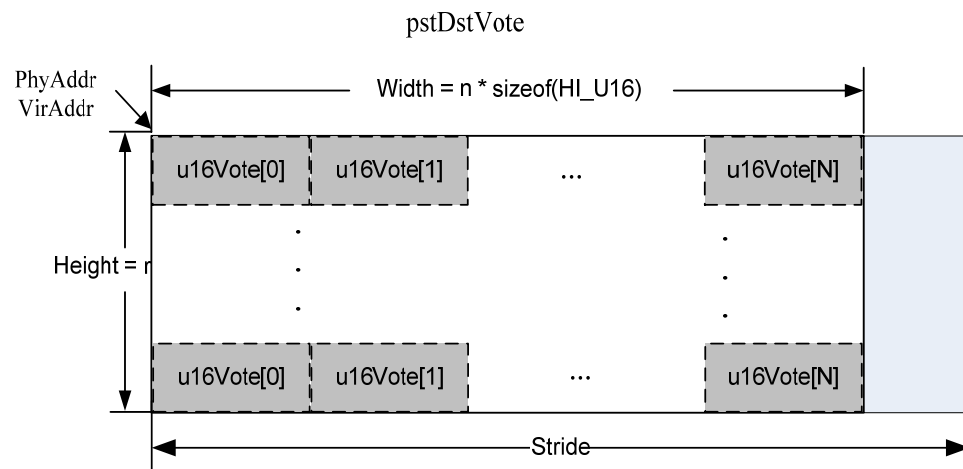 pstDstVote
PhyAddr
VirAddr
Width = n * sizeof(HI_U16)
u16Vote[0] u16Vote[1] ... u16Vote[N]
Height = r
u16Vote[0] u16Vote[1] ... u16Vote[N]
Stride